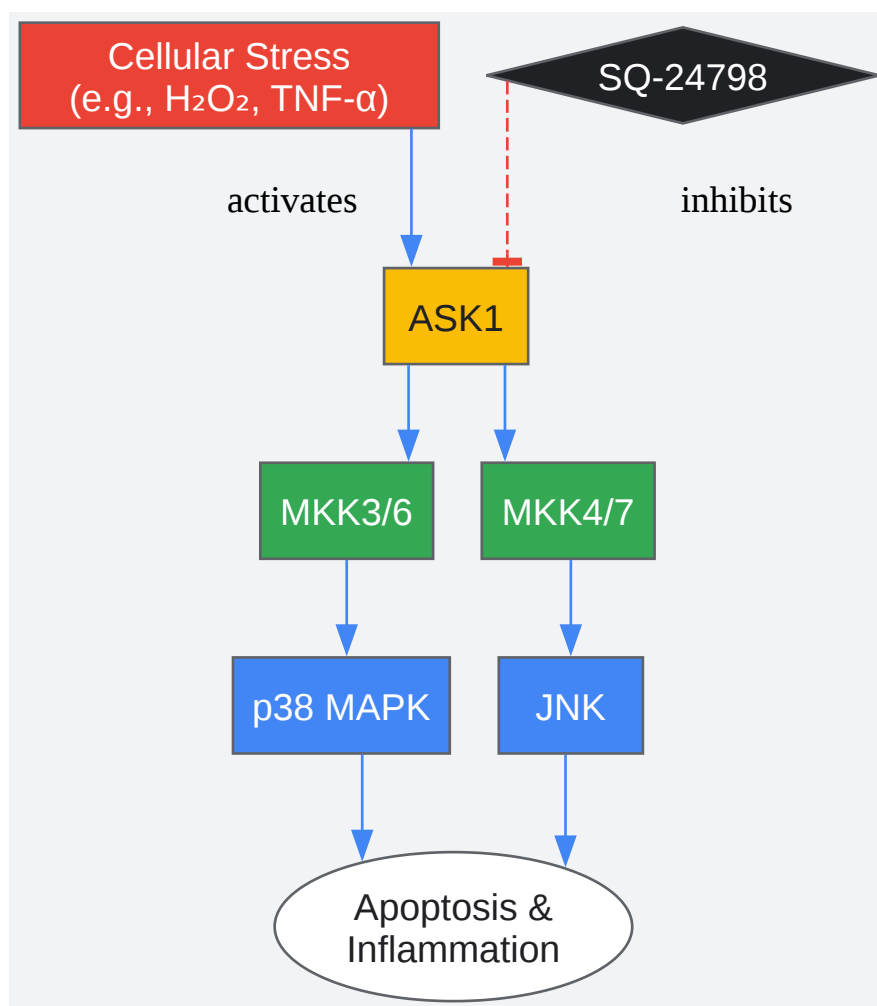 Cellular Stress
(e.g., H₂O₂, TNF-α)
SQ-24798
activates
inhibits
ASK1
MKK3/6
MKK4/7
p38 MAPK
JNK
Apoptosis &
Inflammation